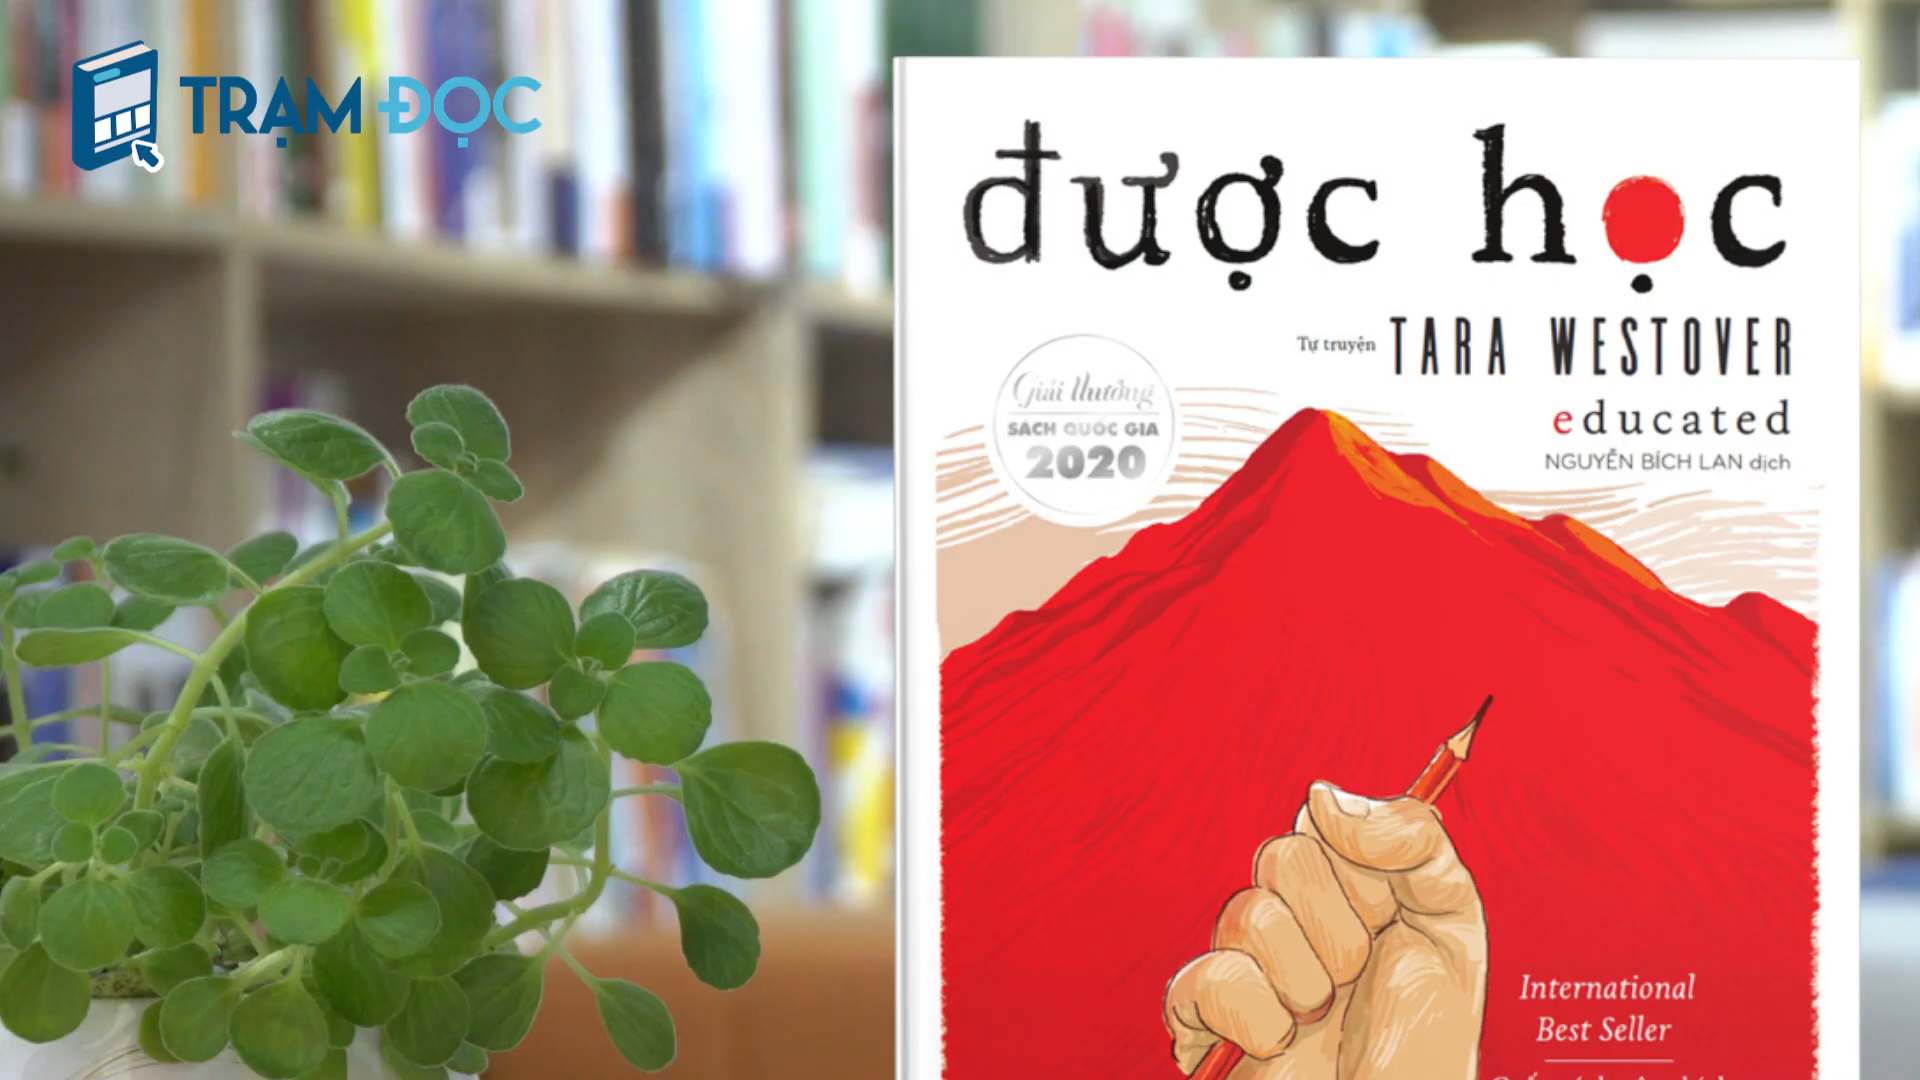 TRẠM ĐỌC
được học
Tự truyện TARA WESTOVER
educated
NGUYỄN BÍCH LAN dịch
Giải thưởng
SÁCH QUỐC GIA
2020
International
Best Seller